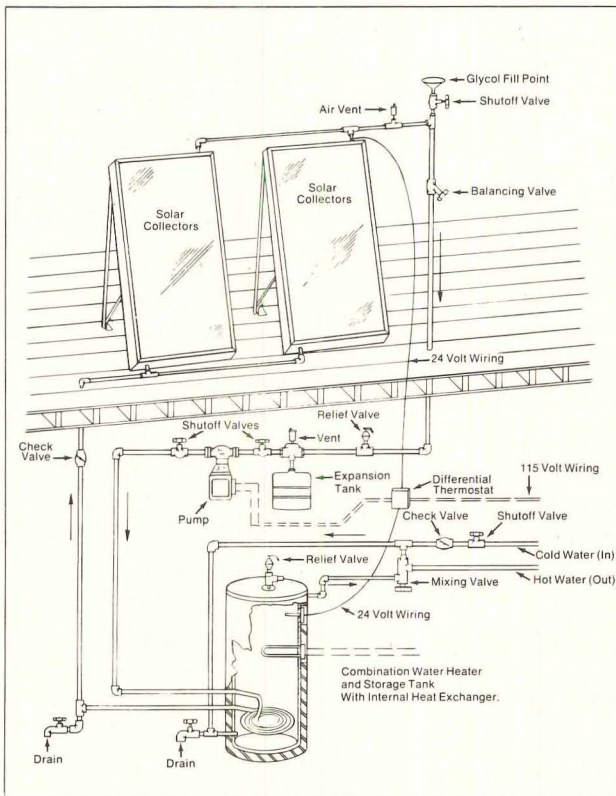 Glycol Fill Point
Shutoff Valve
Air Vent
Balancing Valve
Solar
Collectors
Solar
Collectors
24 Volt Wiring
Shutoff Valves
Relief Valve
Vent
Check
Valve
Expansion
Tank
Differential
Thermostat
115 Volt Wiring
Pump
Check Valve
Shutoff Valve
Cold Water (In)
Relief Valve
Mixing Valve
Hot Water (Out)
24 Volt Wiring
Combination Water Heater
and Storage Tank
With Internal Heat Exchanger.
Drain
Drain